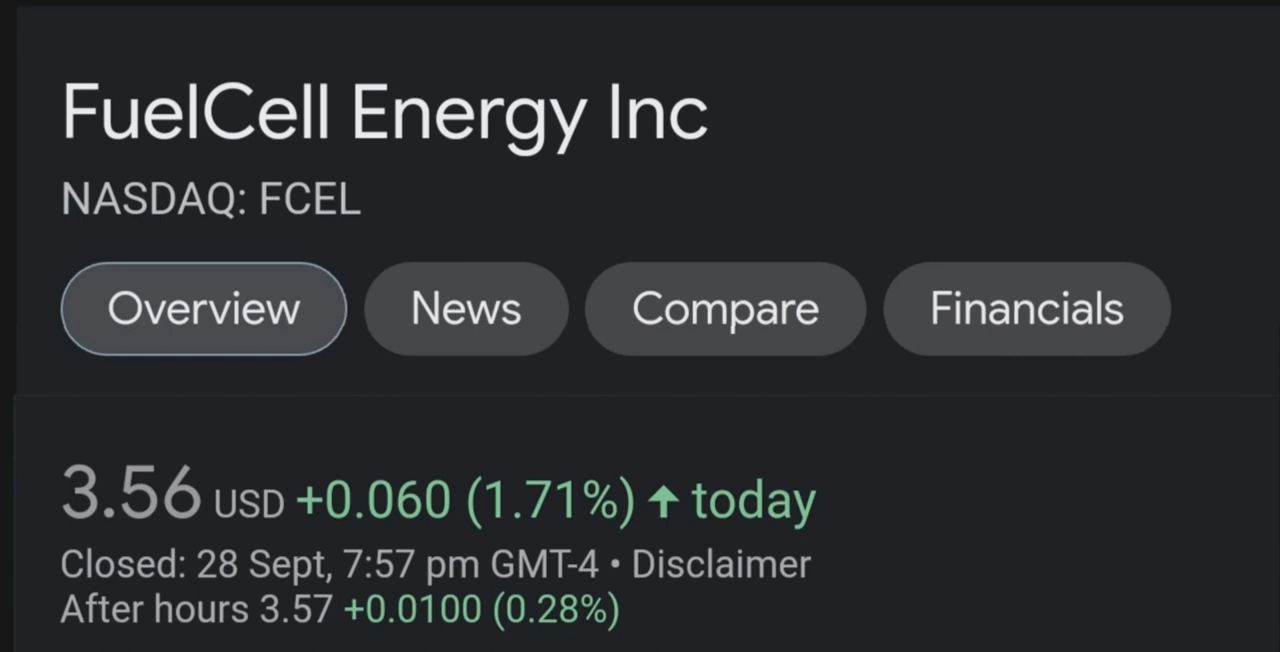 FuelCell Energy Inc
NASDAQ: FCEL
Overview News Compare Financials
3.56 USD +0.060 (1.71%) ↑ today
Closed: 28 Sept, 7:57 pm GMT-4 • Disclaimer
After hours 3.57 +0.0100 (0.28%)